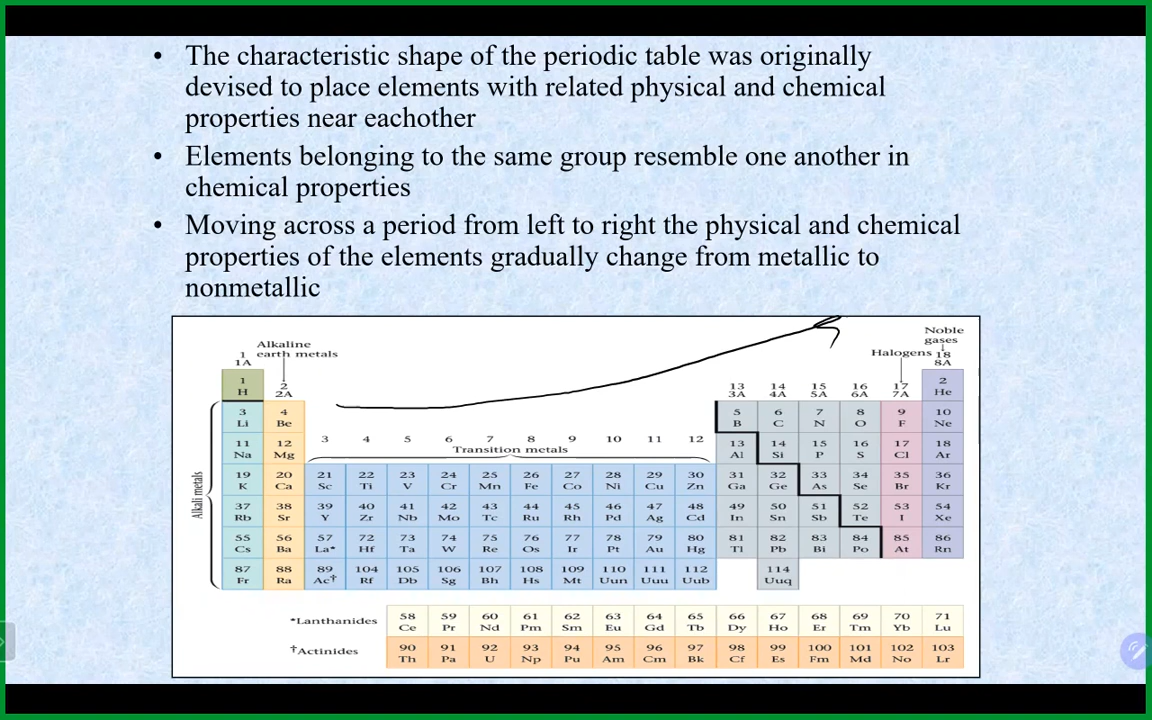 • The characteristic shape of the periodic table was originally
devised to place elements with related physical and chemical
properties near eachother
• Elements belonging to the same group resemble one another in
chemical properties
• Moving across a period from left to right the physical and chemical
properties of the elements gradually change from metallic to
nonmetallic
Noble
gases
Alkaline
earth metals
Halogens
1 18
1A 8A
1 2 13 14 15 16 17 2
H 2A 3A 4A 5A 6A 7A He
3 4 5 6 7 8 9 10
Li Be B C N O F Ne
11 12 3 4 5 6 7 8 9 10 11 12 13 14 15 16 17 18
Na Mg Transition metals Al Si P S Cl Ar
19 20 21 22 23 24 25 26 27 28 29 30 31 32 33 34 35 36
K Ca Sc Ti V Cr Mn Fe Co Ni Cu Zn Ga Ge As Se Br Kr
Alkali metals
37 38 39 40 41 42 43 44 45 46 47 48 49 50 51 52 53 54
Rb Sr Y Zr Nb Mo Tc Ru Rh Pd Ag Cd In Sn Sb Te I Xe
55 56 57 72 73 74 75 76 77 78 79 80 81 82 83 84 85 86
Cs Ba La* Hf Ta W Re Os Ir Pt Au Hg Tl Pb Bi Po At Rn
87 88 89 104 105 106 107 108 109 110 111 112 114
Fr Ra Ac† Rf Db Sg Bh Hs Mt Uun Uuu Uub Uuq
58 59 60 61 62 63 64 65 66 67 68 69 70 71
*Lanthanides Ce Pr Nd Pm Sm Eu Gd Tb Dy Ho Er Tm Yb Lu
90 91 92 93 94 95 96 97 98 99 100 101 102 103
†Actinides Th Pa U Np Pu Am Cm Bk Cf Es Fm Md No Lr